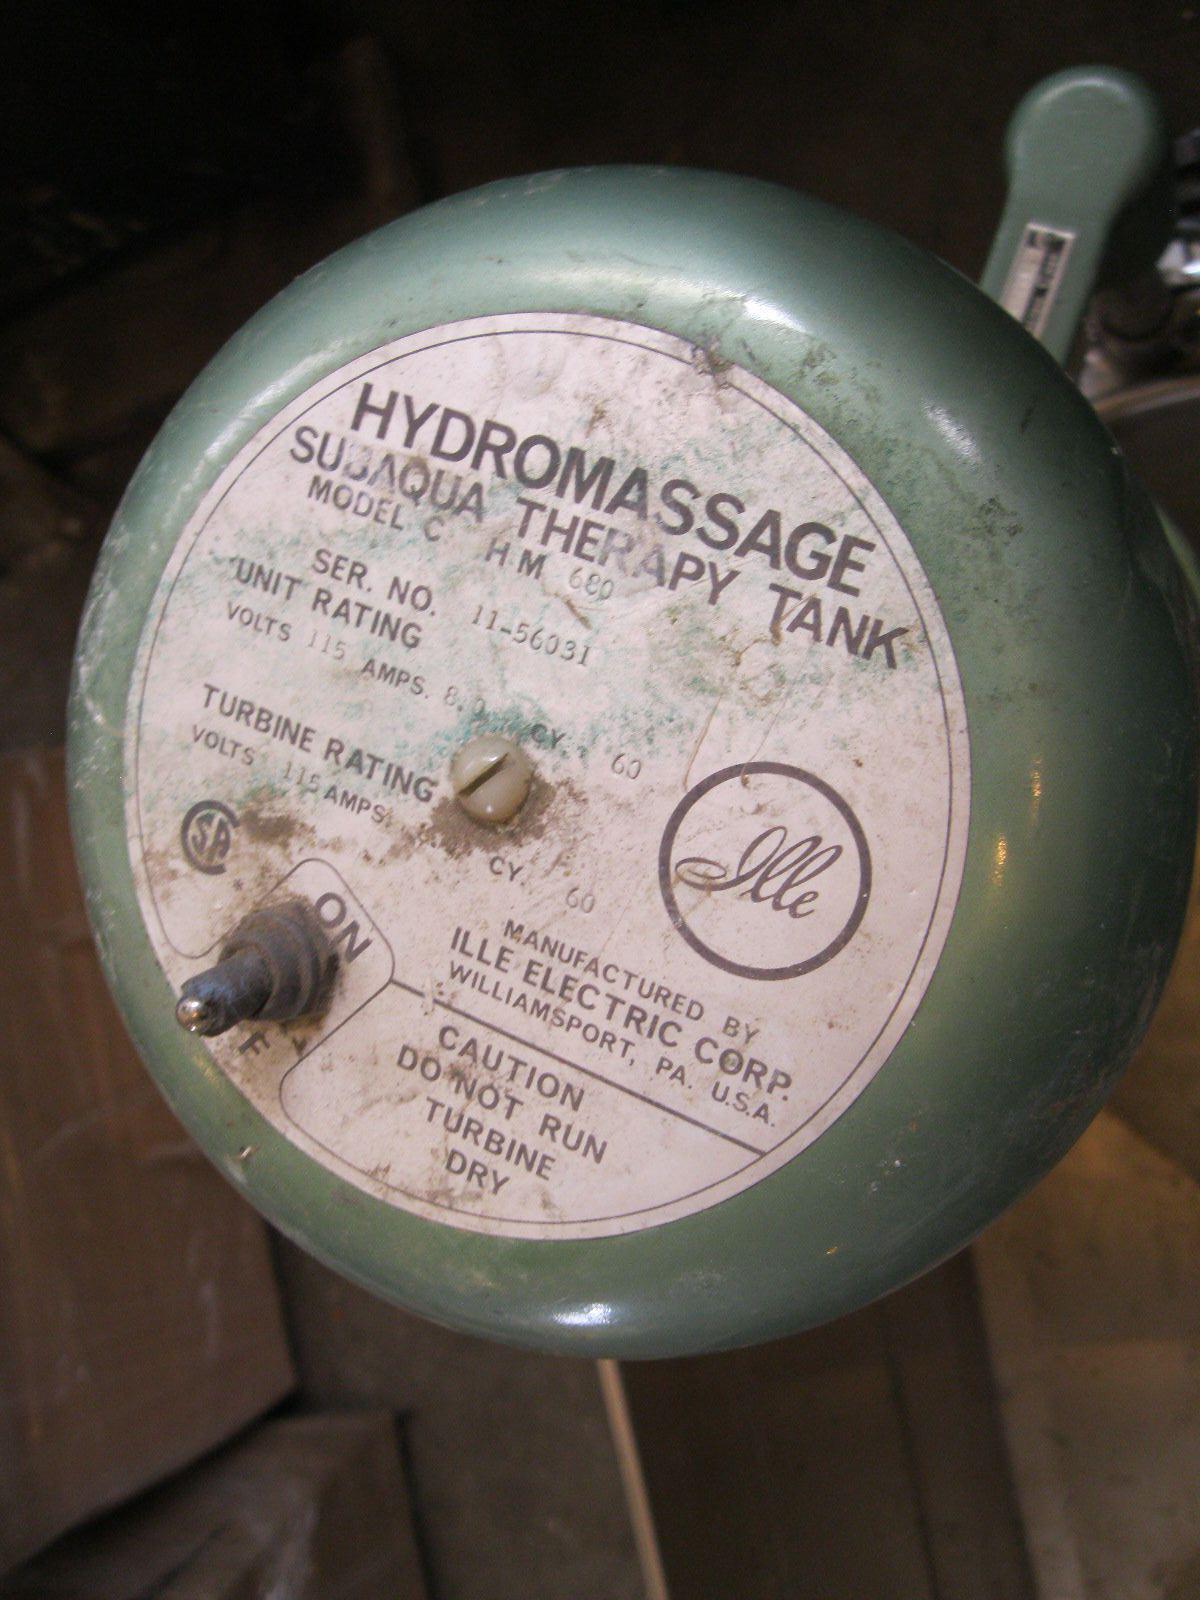 HYDROMASSAGE
SUBAQUA THERAPY TANK
MODEL C HM 680
SER. NO. 11-56031
UNIT RATING
VOLTS 115 AMPS. 8.0 CY. 60
TURBINE RATING
VOLTS 115 AMPS. CY. 60
SA
ON
Ille
MANUFACTURED BY
ILLE ELECTRIC CORP.
WILLIAMSPORT, PA. U.S.A.
CAUTION
DO NOT RUN
TURBINE
DRY